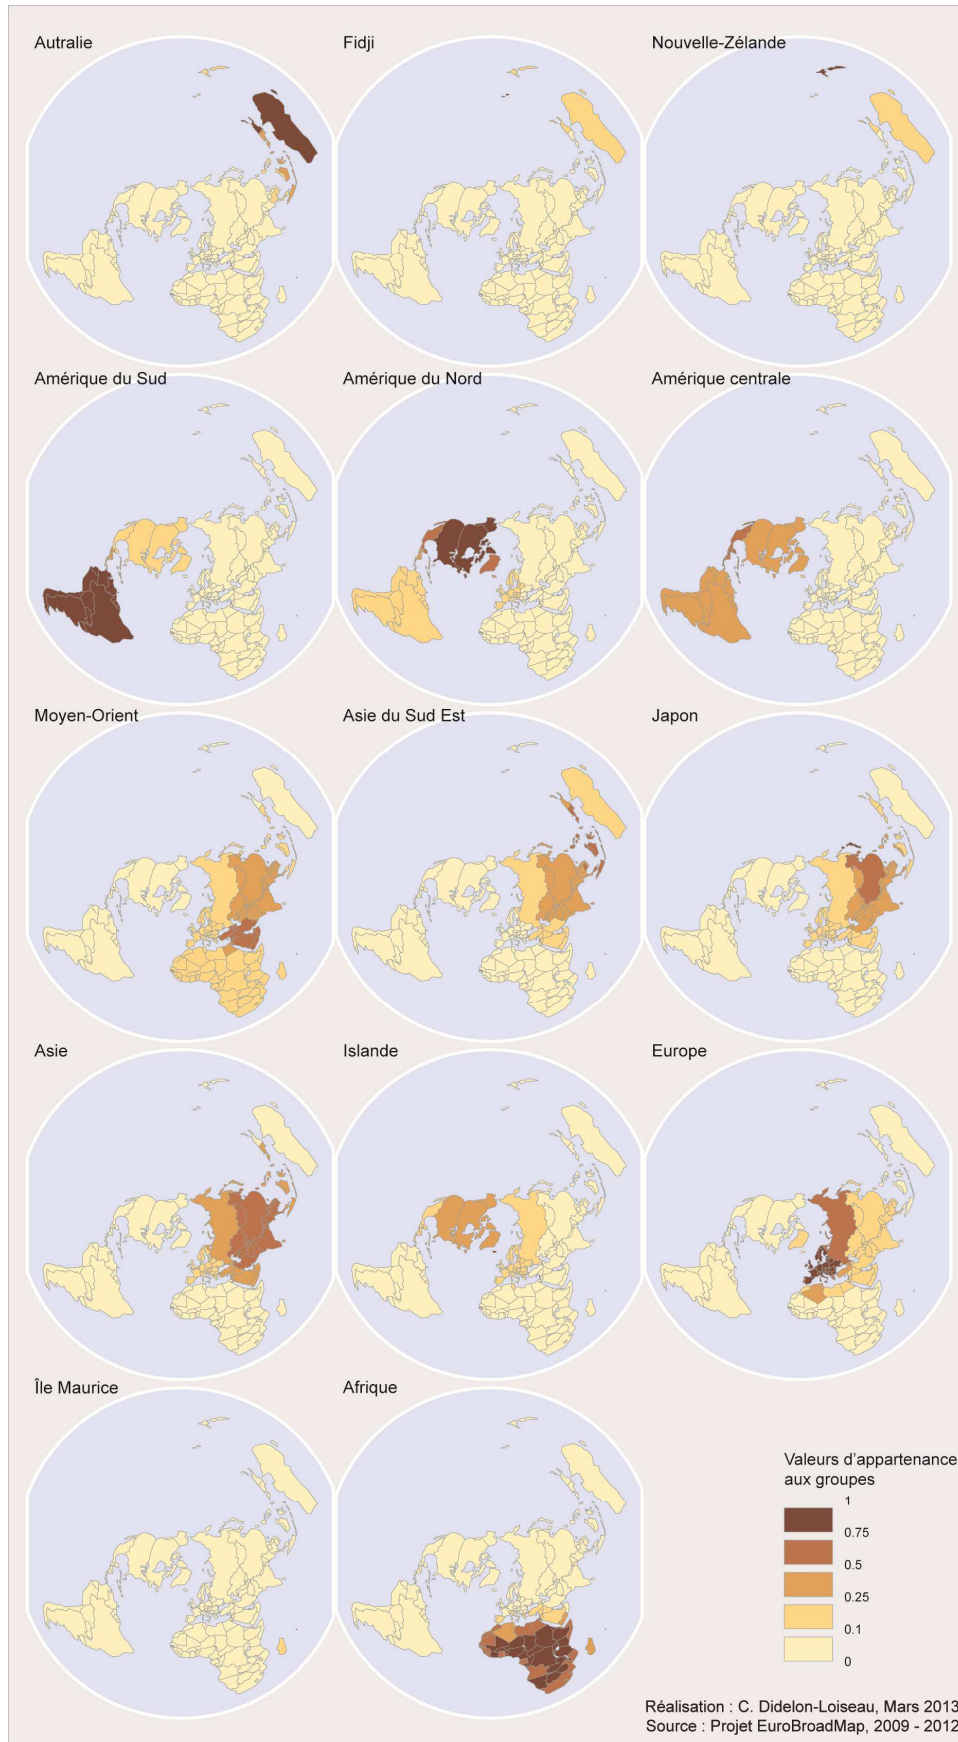 Autralie
Fidji
Nouvelle-Zélande
Amérique du Sud
Amérique du Nord
Amérique centrale
Moyen-Orient
Asie du Sud Est
Japon
Asie
Islande
Europe
Île Maurice
Afrique
Valeurs d'appartenance
aux groupes
1
0.75
0.5
0.25
0.1
0
Réalisation : C. Didelon-Loiseau, Mars 2013
Source : Projet EuroBroadMap, 2009 - 2012